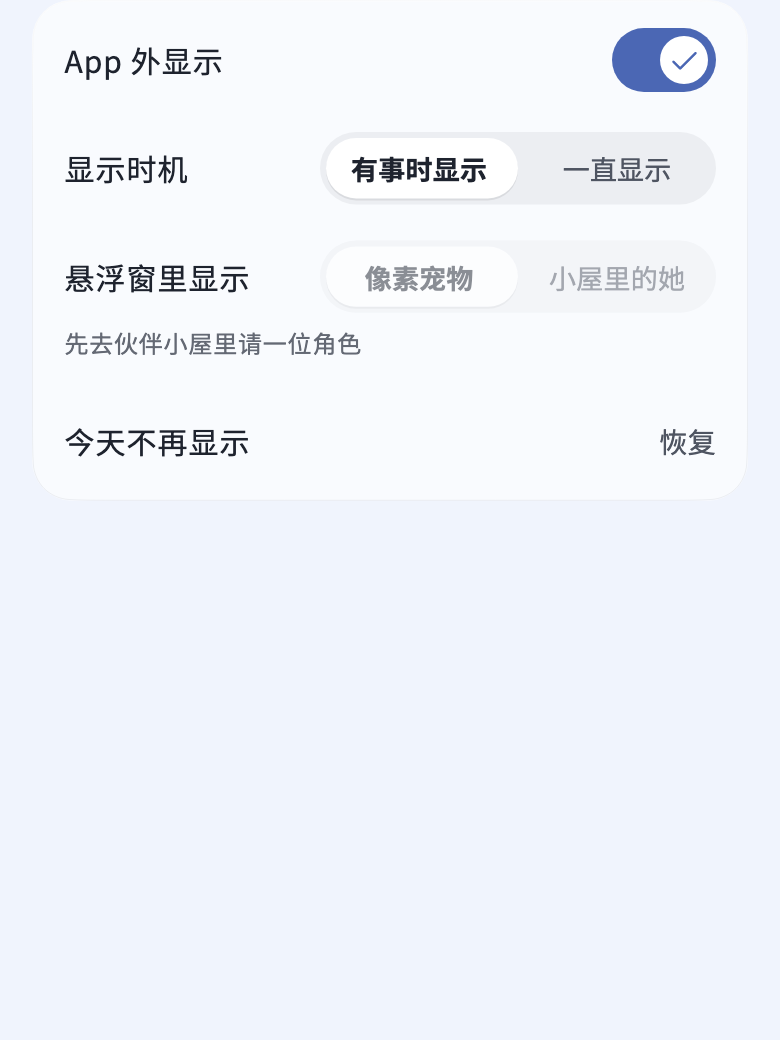 App 外显示
显示时机 有事时显示 一直显示
悬浮窗里显示 像素宠物 小屋里的她
先去伙伴小屋里请一位角色
今天不再显示 恢复